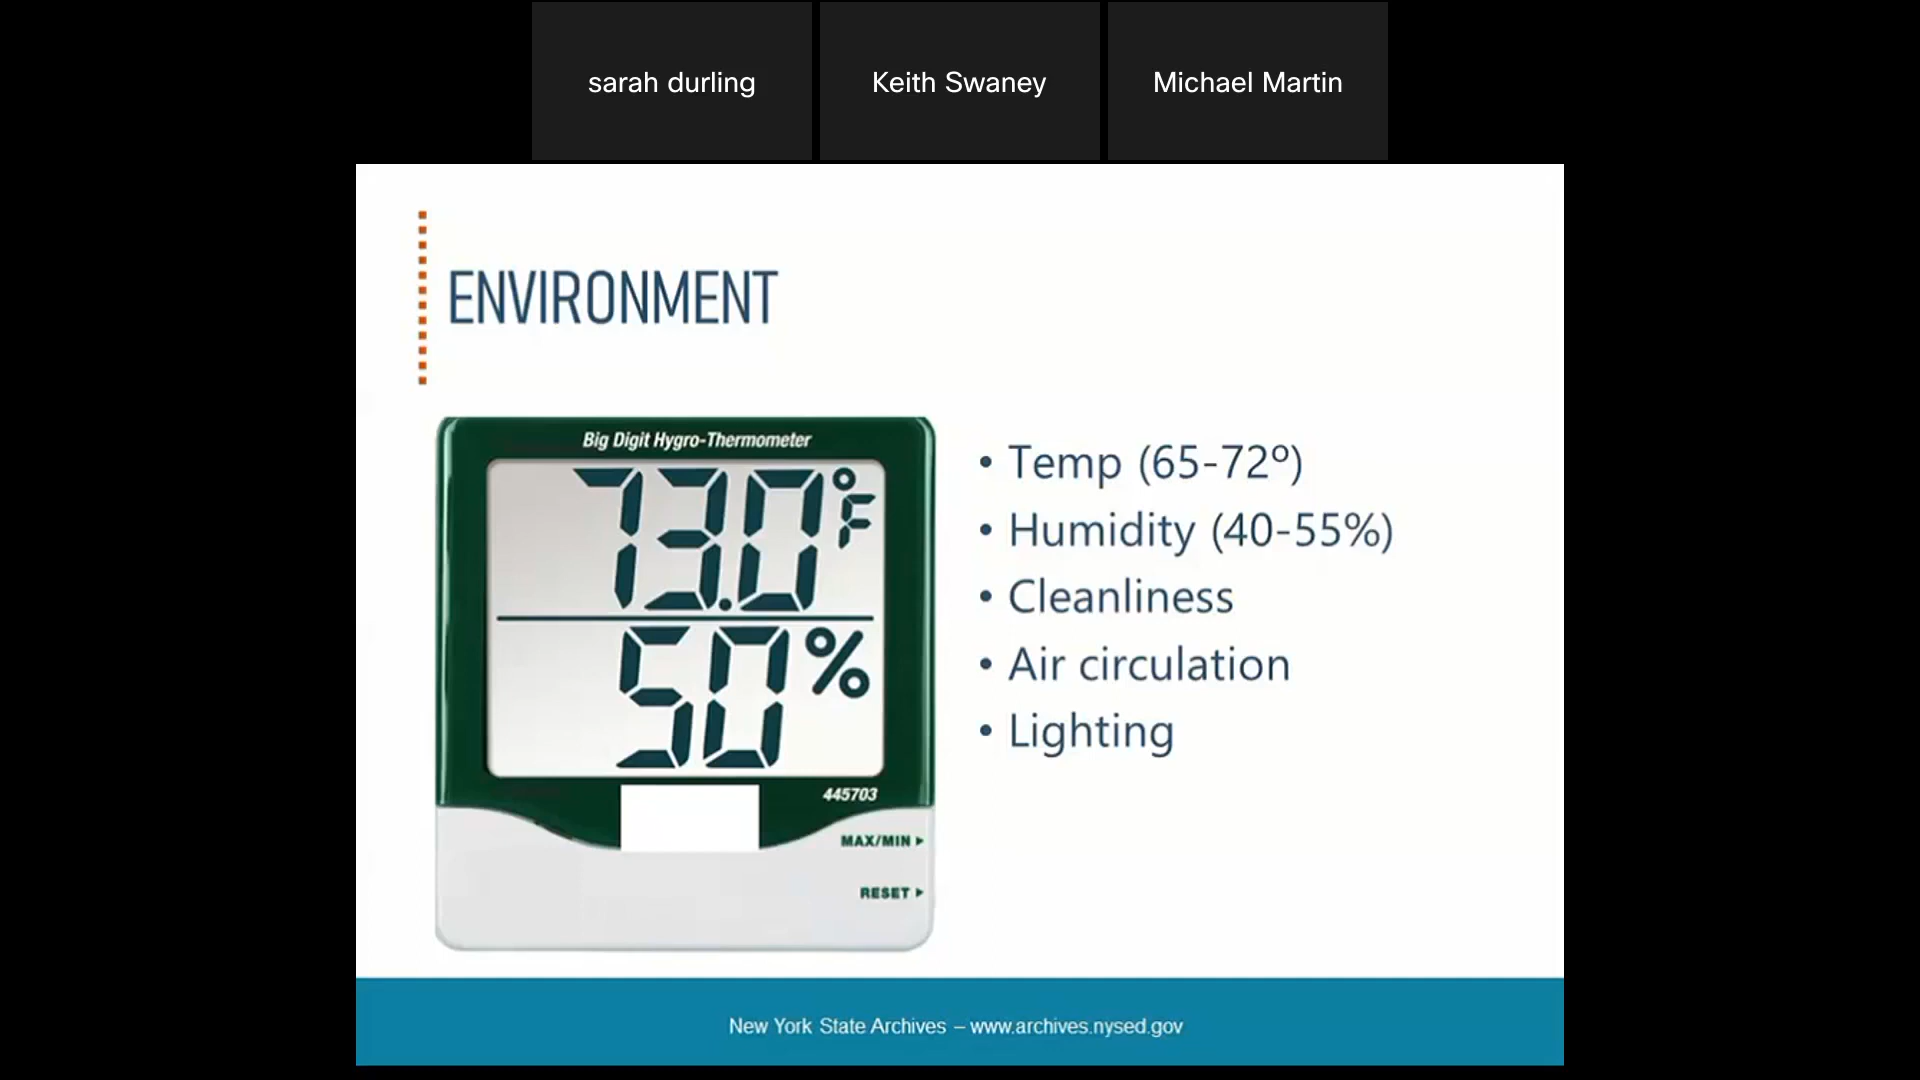 sarah durling
Keith Swaney
Michael Martin
ENVIRONMENT
Big Digit Hygro-Thermometer
73.0°F
50%
445703
MAX/MIN ▸
RESET ▸
• Temp (65-72º)
• Humidity (40-55%)
• Cleanliness
• Air circulation
• Lighting
New York State Archives – www.archives.nysed.gov